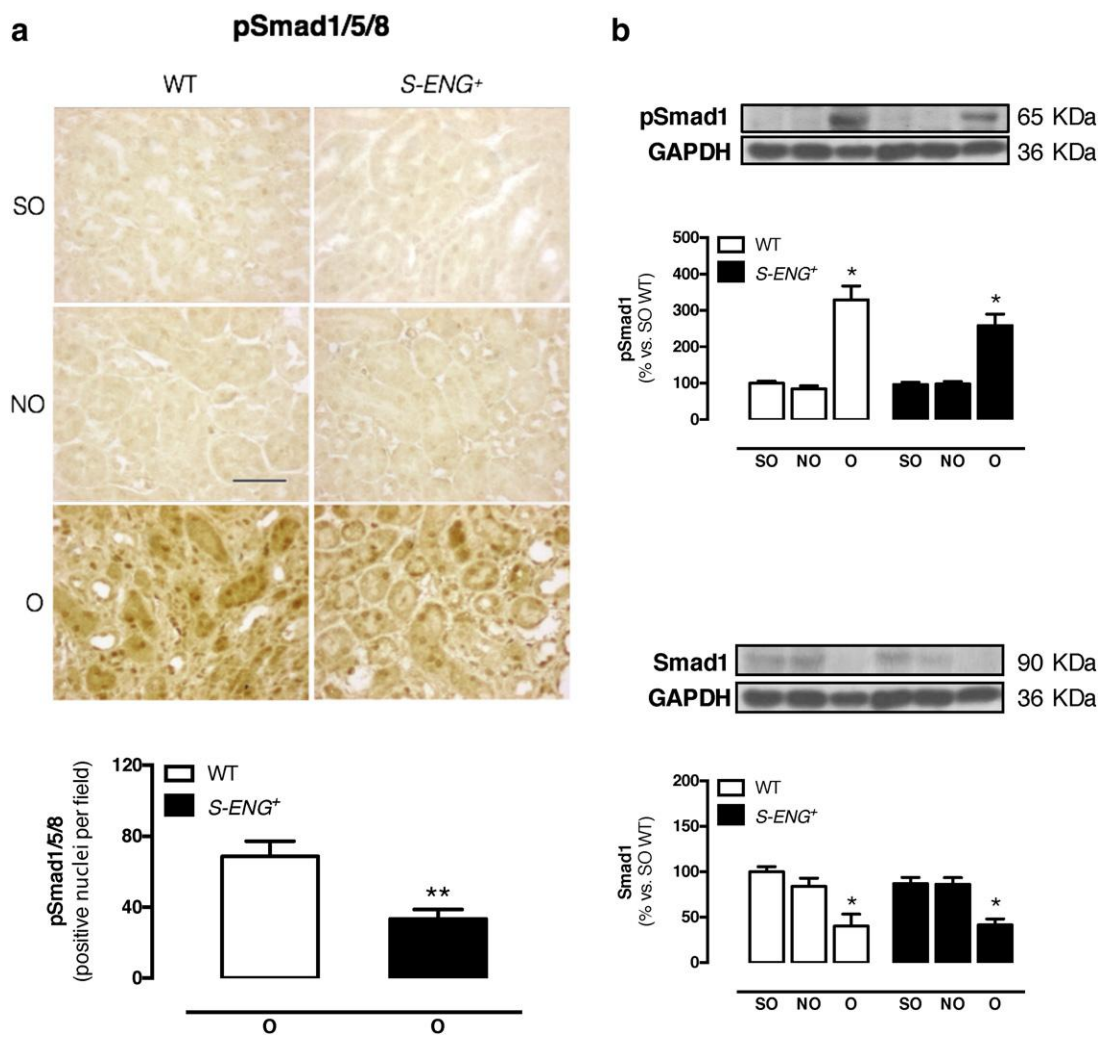 a
pSmad1/5/8
WT S-ENG+
SO
NO
O
120
80
40
0
pSmad1/5/8
(positive nuclei per field)
WT
S-ENG+
**
O O
b
pSmad1 65 KDa
GAPDH 36 KDa
500
400
300
200
100
0
pSmad1
(% vs. SO WT)
WT
S-ENG+
* *
SO NO O SO NO O
Smad1 90 KDa
GAPDH 36 KDa
200
150
100
50
0
Smad1
(% vs. SO WT)
WT
S-ENG+
* *
SO NO O SO NO O